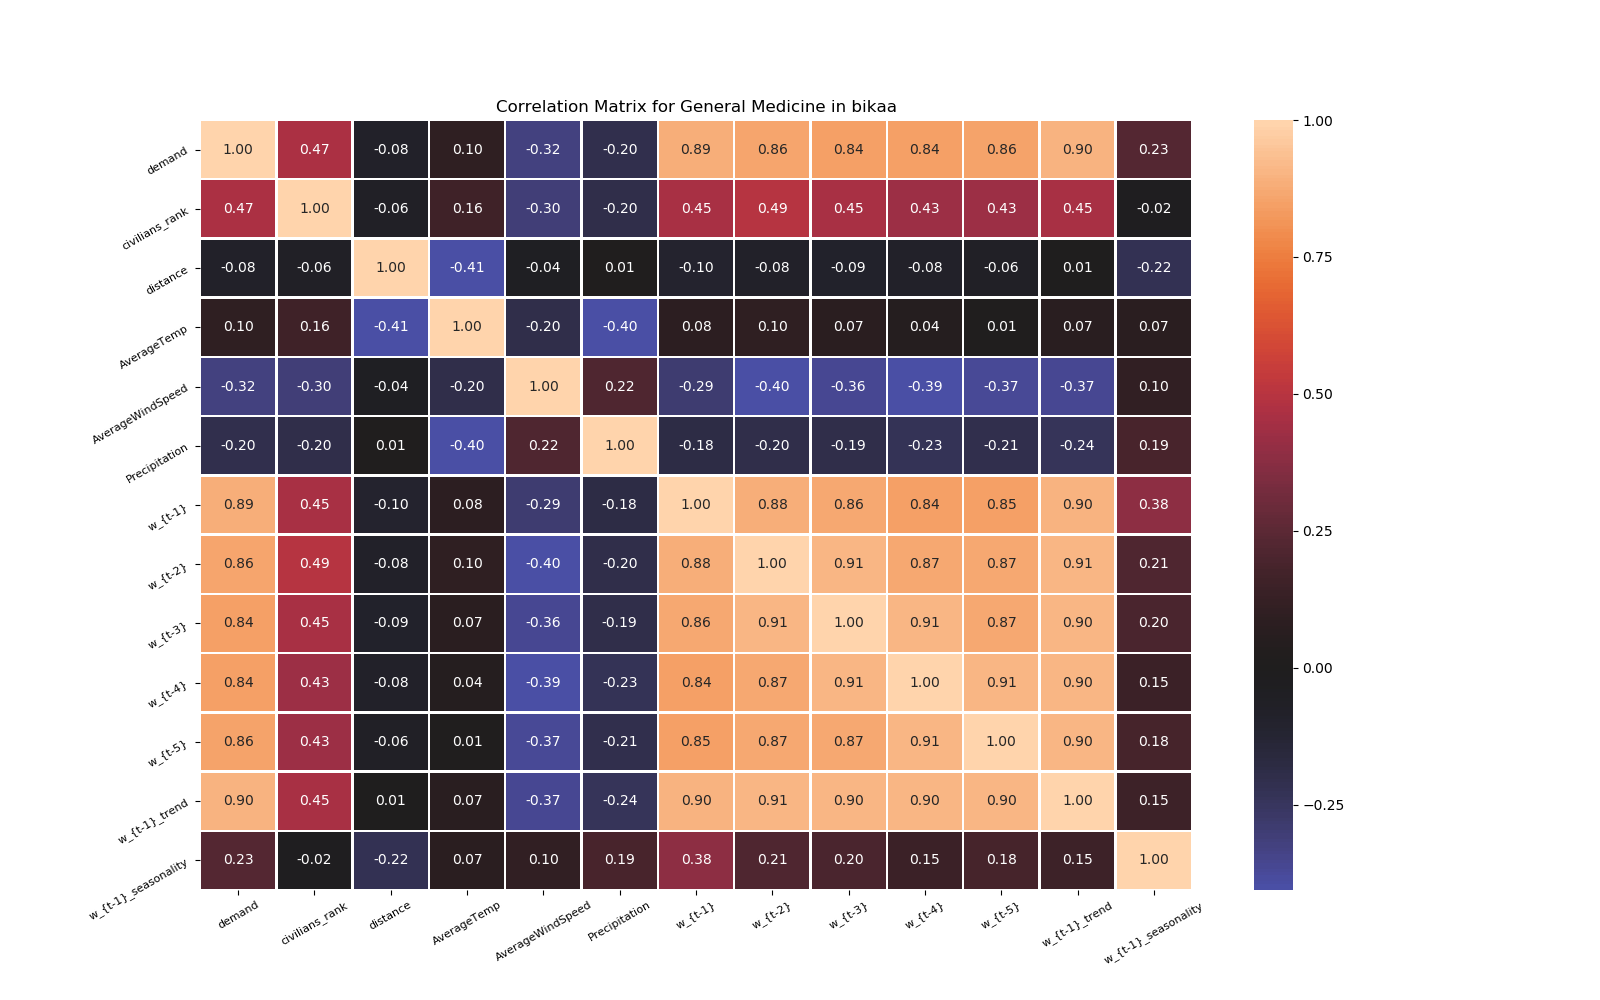 Correlation Matrix for General Medicine in bikaa
demand 1.00 0.47 -0.08 0.10 -0.32 -0.20 0.89 0.86 0.84 0.84 0.86 0.90 0.23
civilians_rank 0.47 1.00 -0.06 0.16 -0.30 -0.20 0.45 0.49 0.45 0.43 0.43 0.45 -0.02
distance -0.08 -0.06 1.00 -0.41 -0.04 0.01 -0.10 -0.08 -0.09 -0.08 -0.06 0.01 -0.22
AverageTemp 0.10 0.16 -0.41 1.00 -0.20 -0.40 0.08 0.10 0.07 0.04 0.01 0.07 0.07
AverageWindSpeed -0.32 -0.30 -0.04 -0.20 1.00 0.22 -0.29 -0.40 -0.36 -0.39 -0.37 -0.37 0.10
Precipitation -0.20 -0.20 0.01 -0.40 0.22 1.00 -0.18 -0.20 -0.19 -0.23 -0.21 -0.24 0.19
w_{t-1} 0.89 0.45 -0.10 0.08 -0.29 -0.18 1.00 0.88 0.86 0.84 0.85 0.90 0.38
w_{t-2} 0.86 0.49 -0.08 0.10 -0.40 -0.20 0.88 1.00 0.91 0.87 0.87 0.91 0.21
w_{t-3} 0.84 0.45 -0.09 0.07 -0.36 -0.19 0.86 0.91 1.00 0.91 0.87 0.90 0.20
w_{t-4} 0.84 0.43 -0.08 0.04 -0.39 -0.23 0.84 0.87 0.91 1.00 0.91 0.90 0.15
w_{t-5} 0.86 0.43 -0.06 0.01 -0.37 -0.21 0.85 0.87 0.87 0.91 1.00 0.90 0.18
w_{t-1}_trend 0.90 0.45 0.01 0.07 -0.37 -0.24 0.90 0.91 0.90 0.90 0.90 1.00 0.15
w_{t-1}_seasonality 0.23 -0.02 -0.22 0.07 0.10 0.19 0.38 0.21 0.20 0.15 0.18 0.15 1.00
demand civilians_rank distance AverageTemp AverageWindSpeed Precipitation w_{t-1} w_{t-2} w_{t-3} w_{t-4} w_{t-5} w_{t-1}_trend w_{t-1}_seasonality
1.00
0.75
0.50
0.25
0.00
−0.25